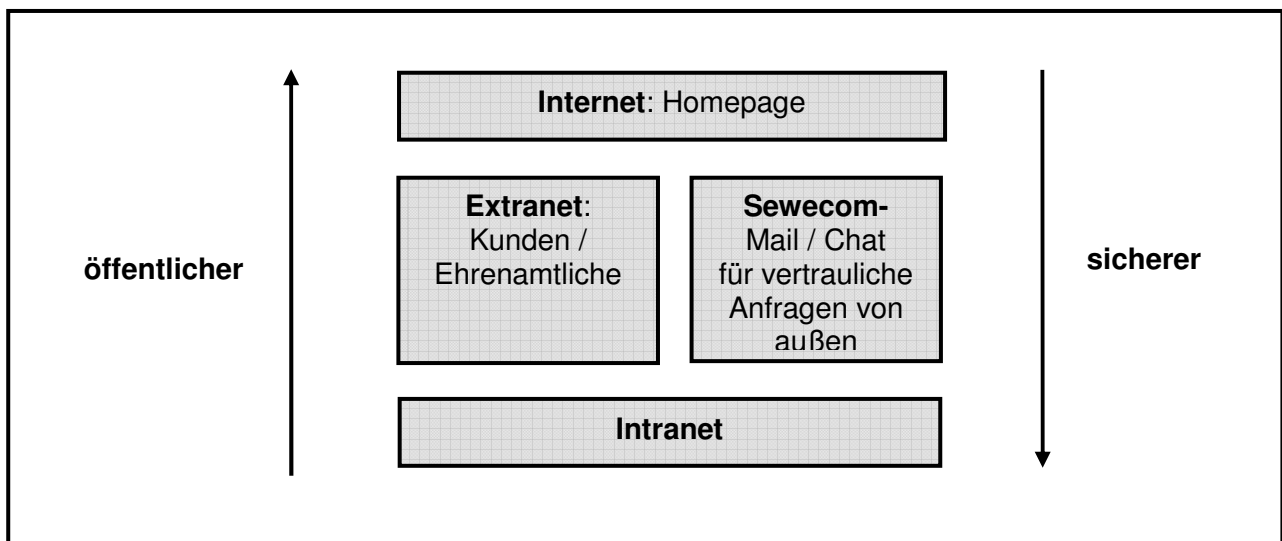 Internet: Homepage
Extranet:
Kunden /
Ehrenamtliche
Sewecom-
Mail / Chat
für vertrauliche
Anfragen von
außen
öffentlicher
sicherer
Intranet